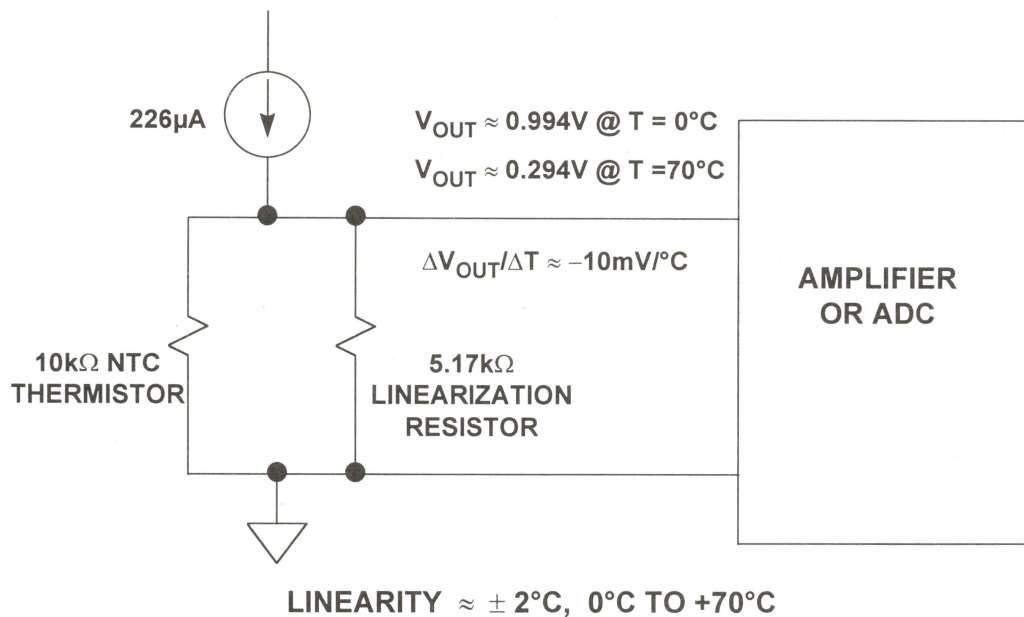 226µA
V_OUT ≈ 0.994V @ T = 0°C
V_OUT ≈ 0.294V @ T =70°C
ΔV_OUT/ΔT ≈ −10mV/°C
AMPLIFIER
OR ADC
10kΩ NTC
THERMISTOR
5.17kΩ
LINEARIZATION
RESISTOR
LINEARITY ≈ ± 2°C, 0°C TO +70°C